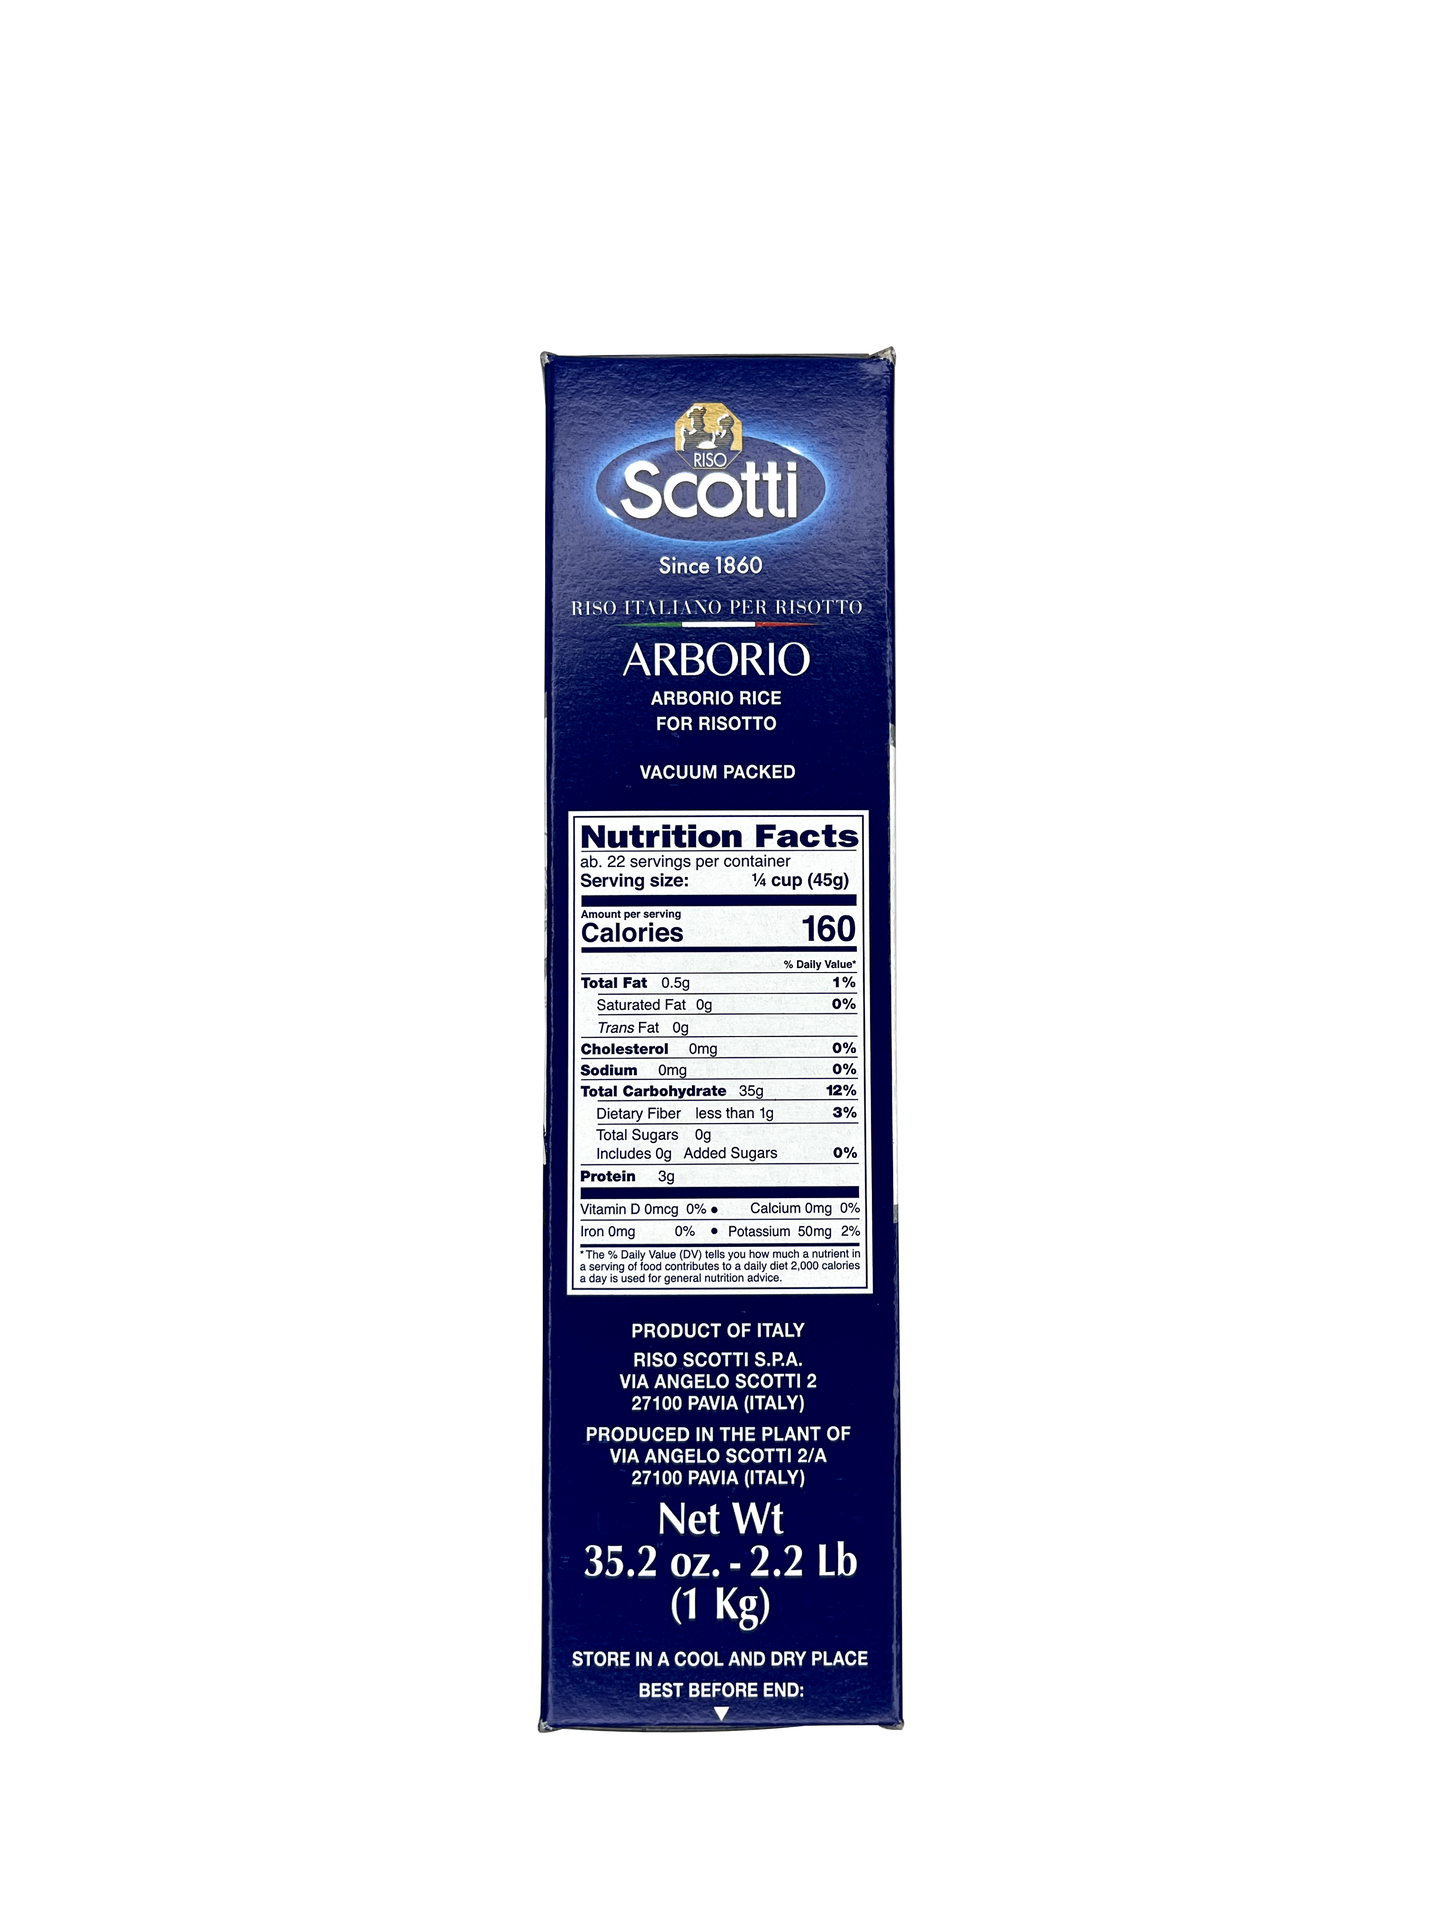 RISO
Scotti
Since 1860
RISO ITALIANO PER RISOTTO
ARBORIO
ARBORIO RICE
FOR RISOTTO
VACUUM PACKED
Nutrition Facts
ab. 22 servings per container
Serving size: ¼ cup (45g)
Amount per serving
Calories 160
% Daily Value*
Total Fat 0.5g 1%
Saturated Fat 0g 0%
Trans Fat 0g
Cholesterol 0mg 0%
Sodium 0mg 0%
Total Carbohydrate 35g 12%
Dietary Fiber less than 1g 3%
Total Sugars 0g
Includes 0g Added Sugars 0%
Protein 3g
Vitamin D 0mcg 0% • Calcium 0mg 0%
Iron 0mg 0% • Potassium 50mg 2%
*The % Daily Value (DV) tells you how much a nutrient in
a serving of food contributes to a daily diet 2,000 calories
a day is used for general nutrition advice.
PRODUCT OF ITALY
RISO SCOTTI S.P.A.
VIA ANGELO SCOTTI 2
27100 PAVIA (ITALY)
PRODUCED IN THE PLANT OF
VIA ANGELO SCOTTI 2/A
27100 PAVIA (ITALY)
Net Wt
35.2 oz. - 2.2 Lb
(1 Kg)
STORE IN A COOL AND DRY PLACE
BEST BEFORE END: